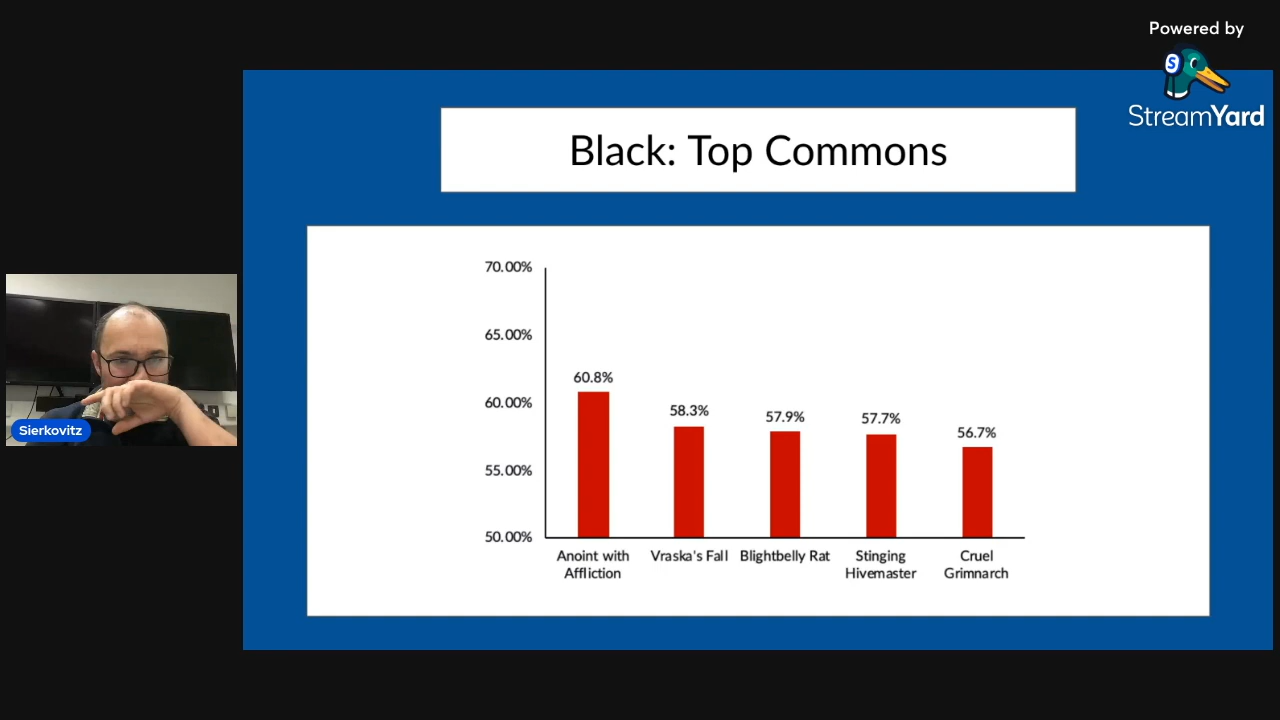 Powered by
StreamYard
Black: Top Commons
70.00%
65.00%
60.00%
55.00%
50.00%
60.8%
58.3%
57.9%
57.7%
56.7%
Anoint with
Affliction
Vraska's Fall
Blightbelly Rat
Stinging
Hivemaster
Cruel
Grimnarch
Sierkovitz